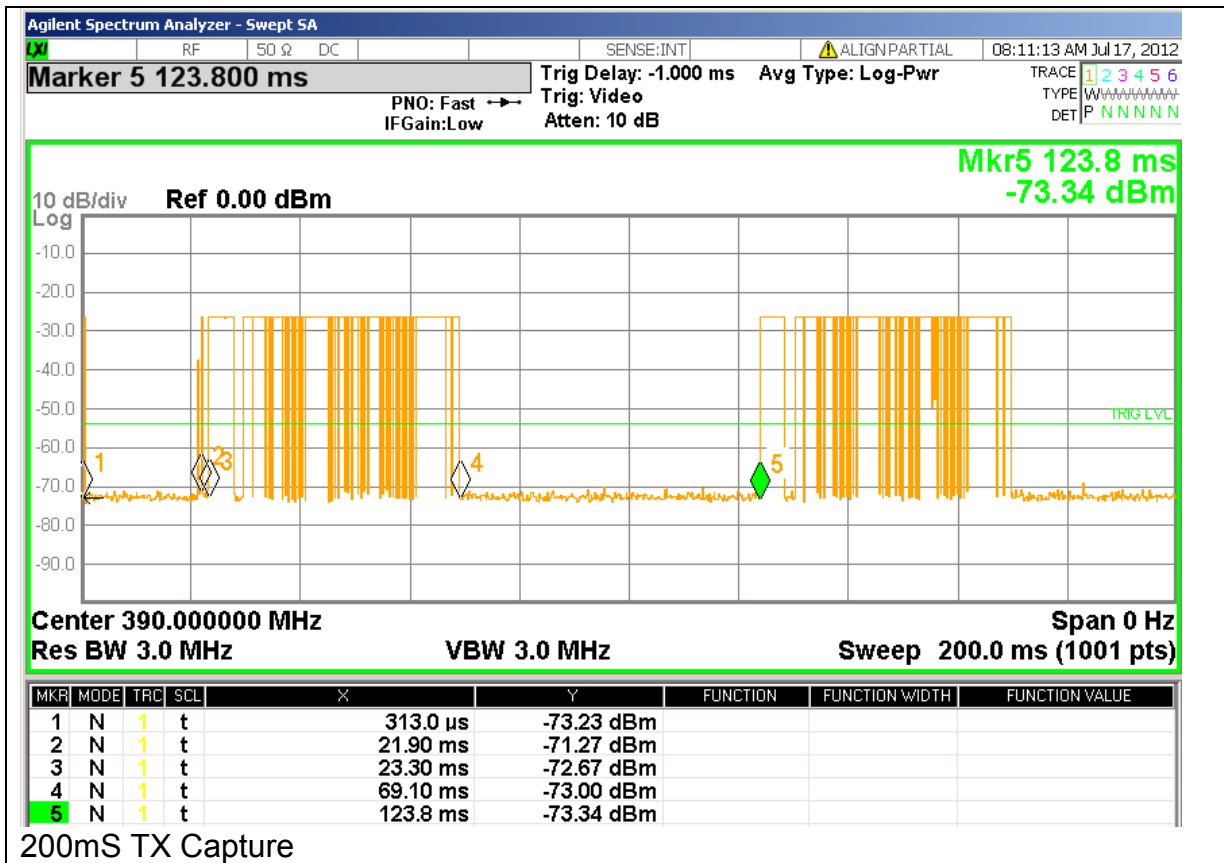 Agilent Spectrum Analyzer - Swept SA
LXI RF 50 Ω DC SENSE:INT ALIGN PARTIAL 08:11:13 AM Jul 17, 2012
Marker 5 123.800 ms
PNO: Fast
IFGain:Low
Trig Delay: -1.000 ms
Trig: Video
Atten: 10 dB
Avg Type: Log-Pwr
TRACE 1 2 3 4 5 6
TYPE W
DET P N N N N N
Mkr5 123.8 ms
-73.34 dBm
10 dB/div Ref 0.00 dBm
Log
-10.0
-20.0
-30.0
-40.0
-50.0
TRIG LVL
-60.0
1 2 3 4 5
-70.0
-80.0
-90.0
Center 390.000000 MHz Span 0 Hz
Res BW 3.0 MHz VBW 3.0 MHz Sweep 200.0 ms (1001 pts)
MKR MODE TRC SCL X Y FUNCTION FUNCTION WIDTH FUNCTION VALUE
1 N 1 t 313.0 µs -73.23 dBm
2 N 1 t 21.90 ms -71.27 dBm
3 N 1 t 23.30 ms -72.67 dBm
4 N 1 t 69.10 ms -73.00 dBm
5 N 1 t 123.8 ms -73.34 dBm
200mS TX Capture